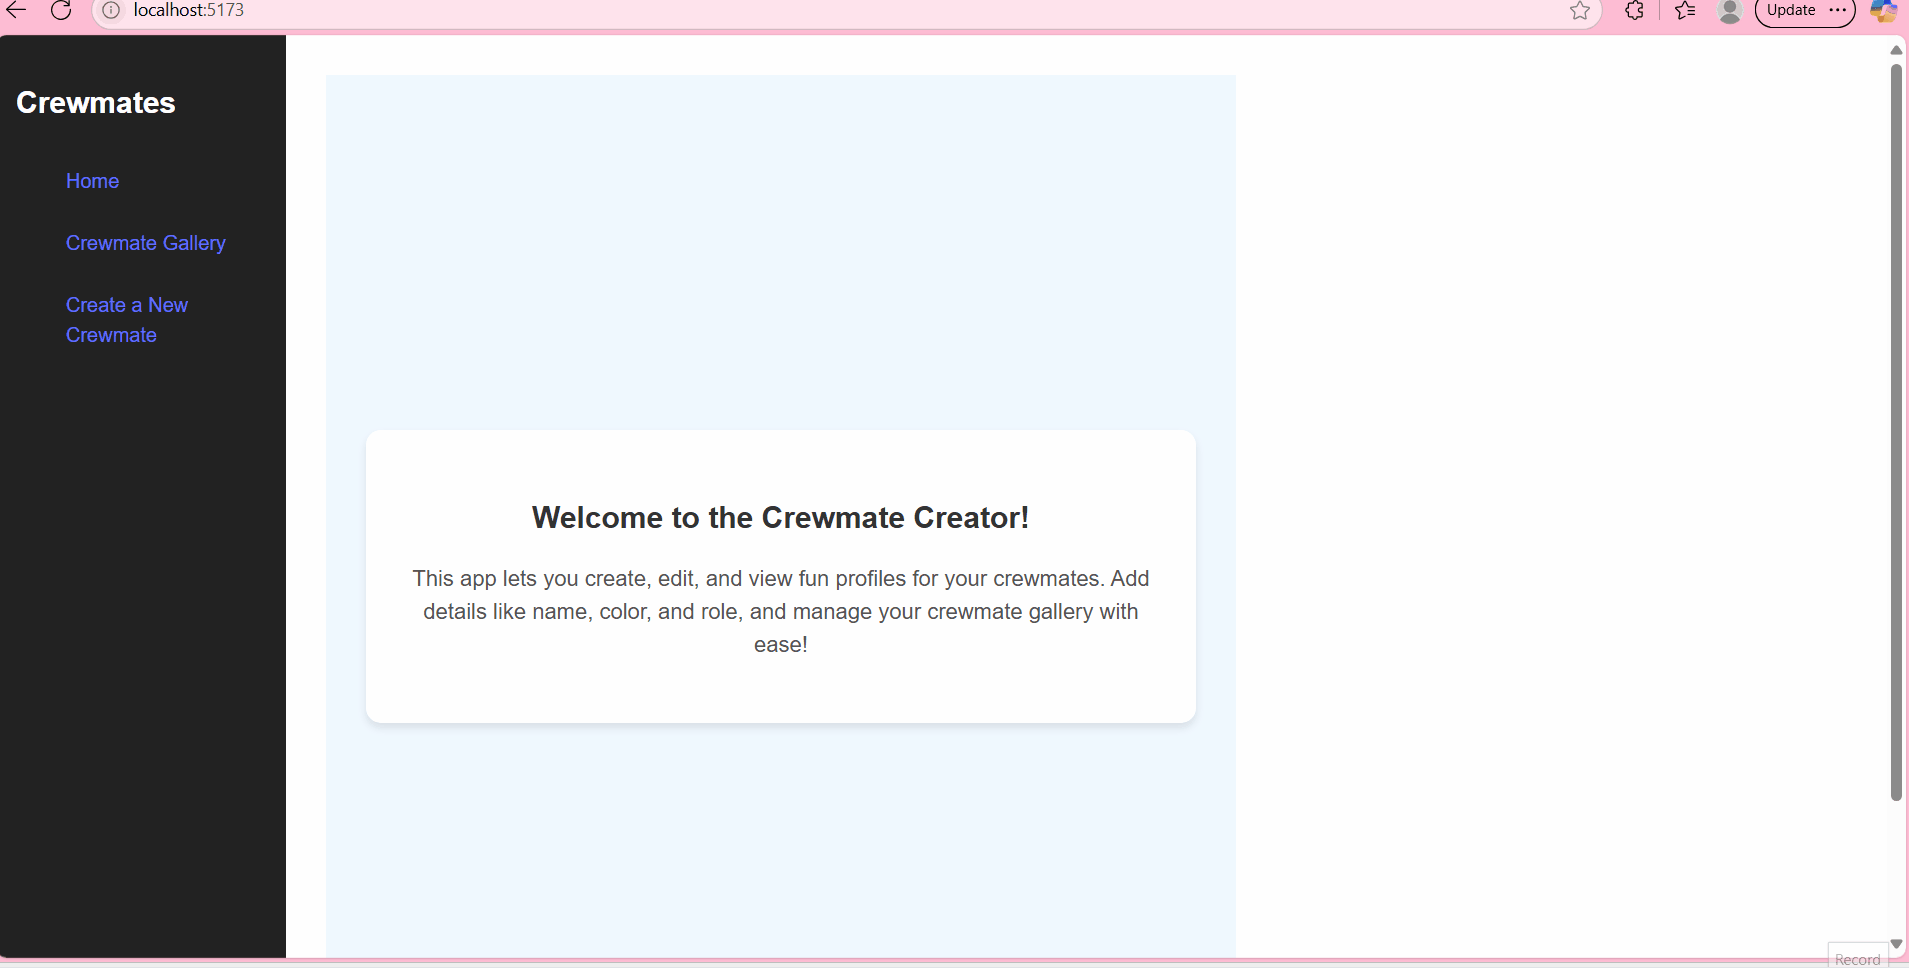 localhost:5173
Update
Crewmates
Home
Crewmate Gallery
Create a New
Crewmate
Welcome to the Crewmate Creator!
This app lets you create, edit, and view fun profiles for your crewmates. Add
details like name, color, and role, and manage your crewmate gallery with
ease!
Record